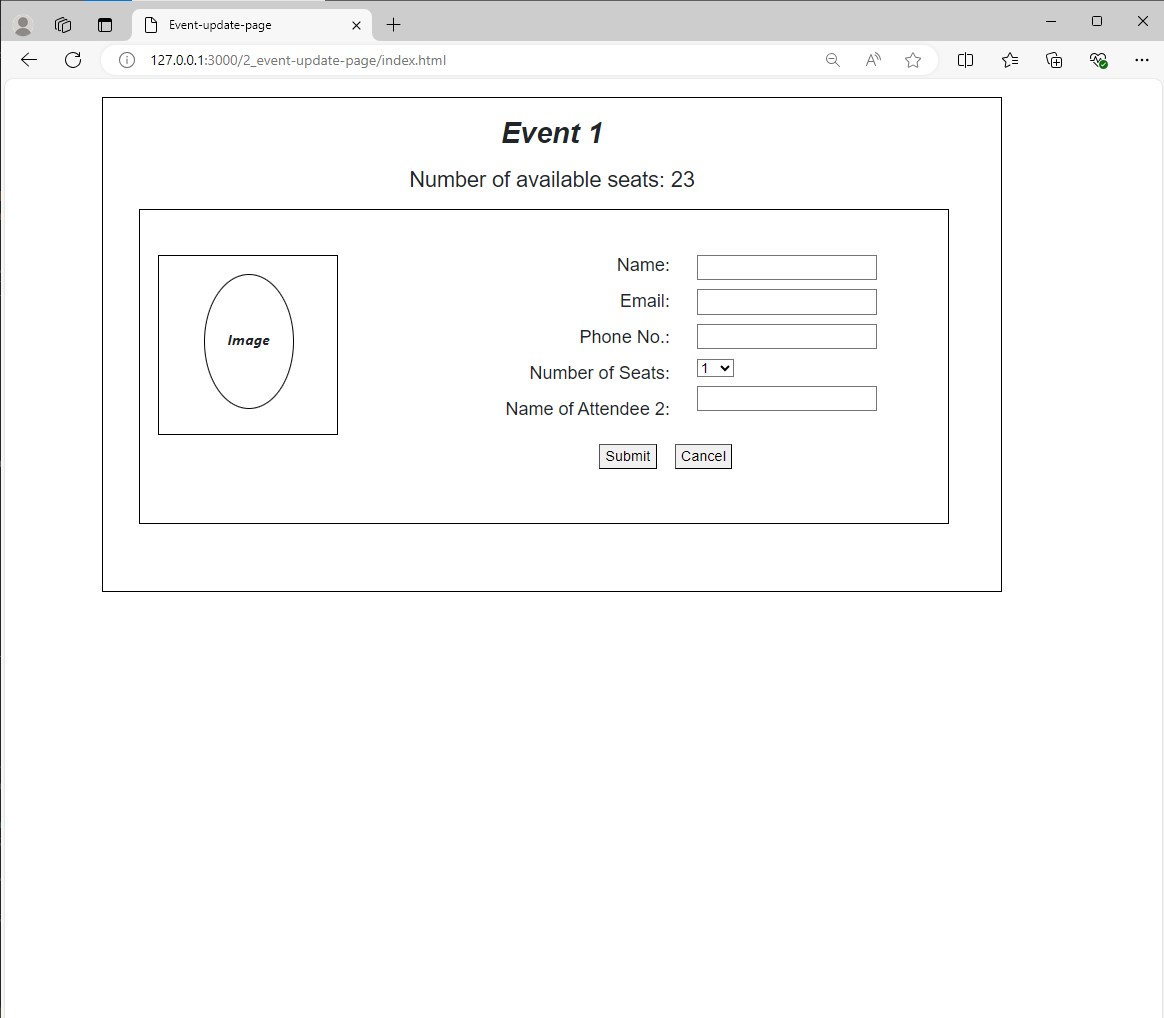 Event-update-page
127.0.0.1:3000/2_event-update-page/index.html
Event 1
Number of available seats: 23
Image
Name:
Email:
Phone No.:
Number of Seats: 1
Name of Attendee 2:
Submit Cancel